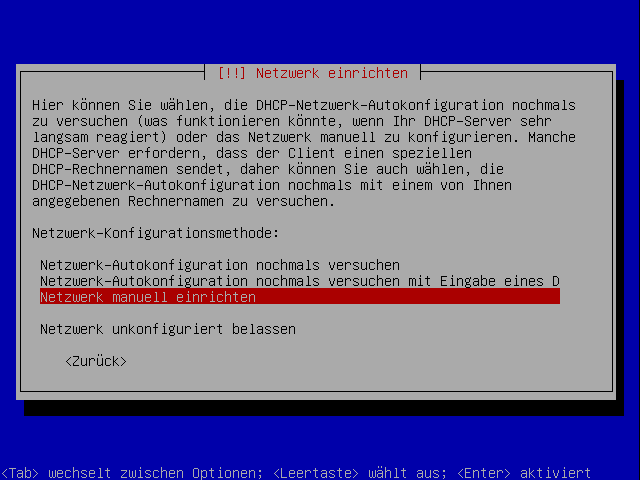 [!!] Netzwerk einrichten
Hier können Sie wählen, die DHCP-Netzwerk-Autokonfiguration nochmals
zu versuchen (was funktionieren könnte, wenn Ihr DHCP-Server sehr
langsam reagiert) oder das Netzwerk manuell zu konfigurieren. Manche
DHCP-Server erfordern, dass der Client einen speziellen
DHCP-Rechnernamen sendet, daher können Sie auch wählen, die
DHCP-Netzwerk-Autokonfiguration nochmals mit einem von Ihnen
angegebenen Rechnernamen zu versuchen.
Netzwerk-Konfigurationsmethode:
Netzwerk-Autokonfiguration nochmals versuchen
Netzwerk-Autokonfiguration nochmals versuchen mit Eingabe eines D
Netzwerk manuell einrichten
Netzwerk unkonfiguriert belassen
<Zurück>
<Tab> wechselt zwischen Optionen; <Leertaste> wählt aus; <Enter> aktiviert